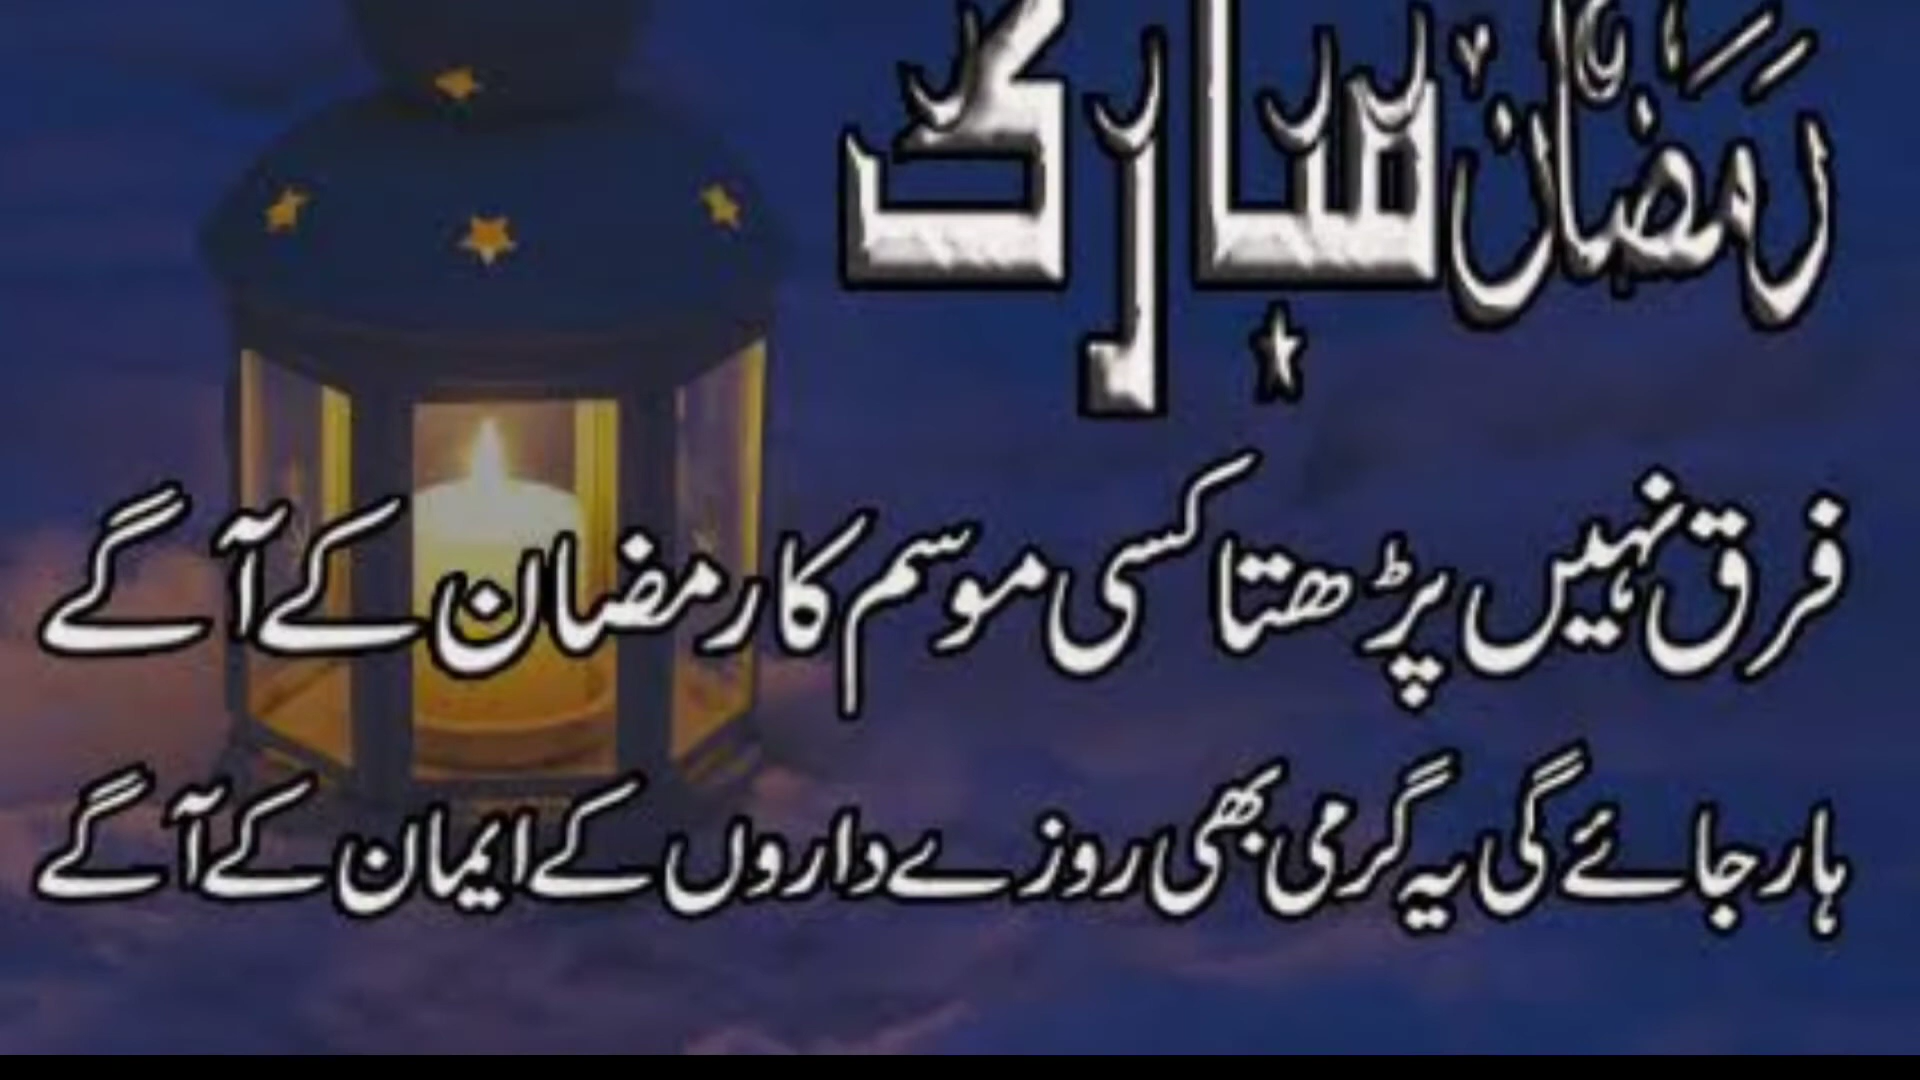 رمضان مبارک
فرق نہیں پڑھتا کسی موسم کا رمضان کے آگے
ہار جائے گی یہ گرمی بھی روزے داروں کے ایمان کے آگے